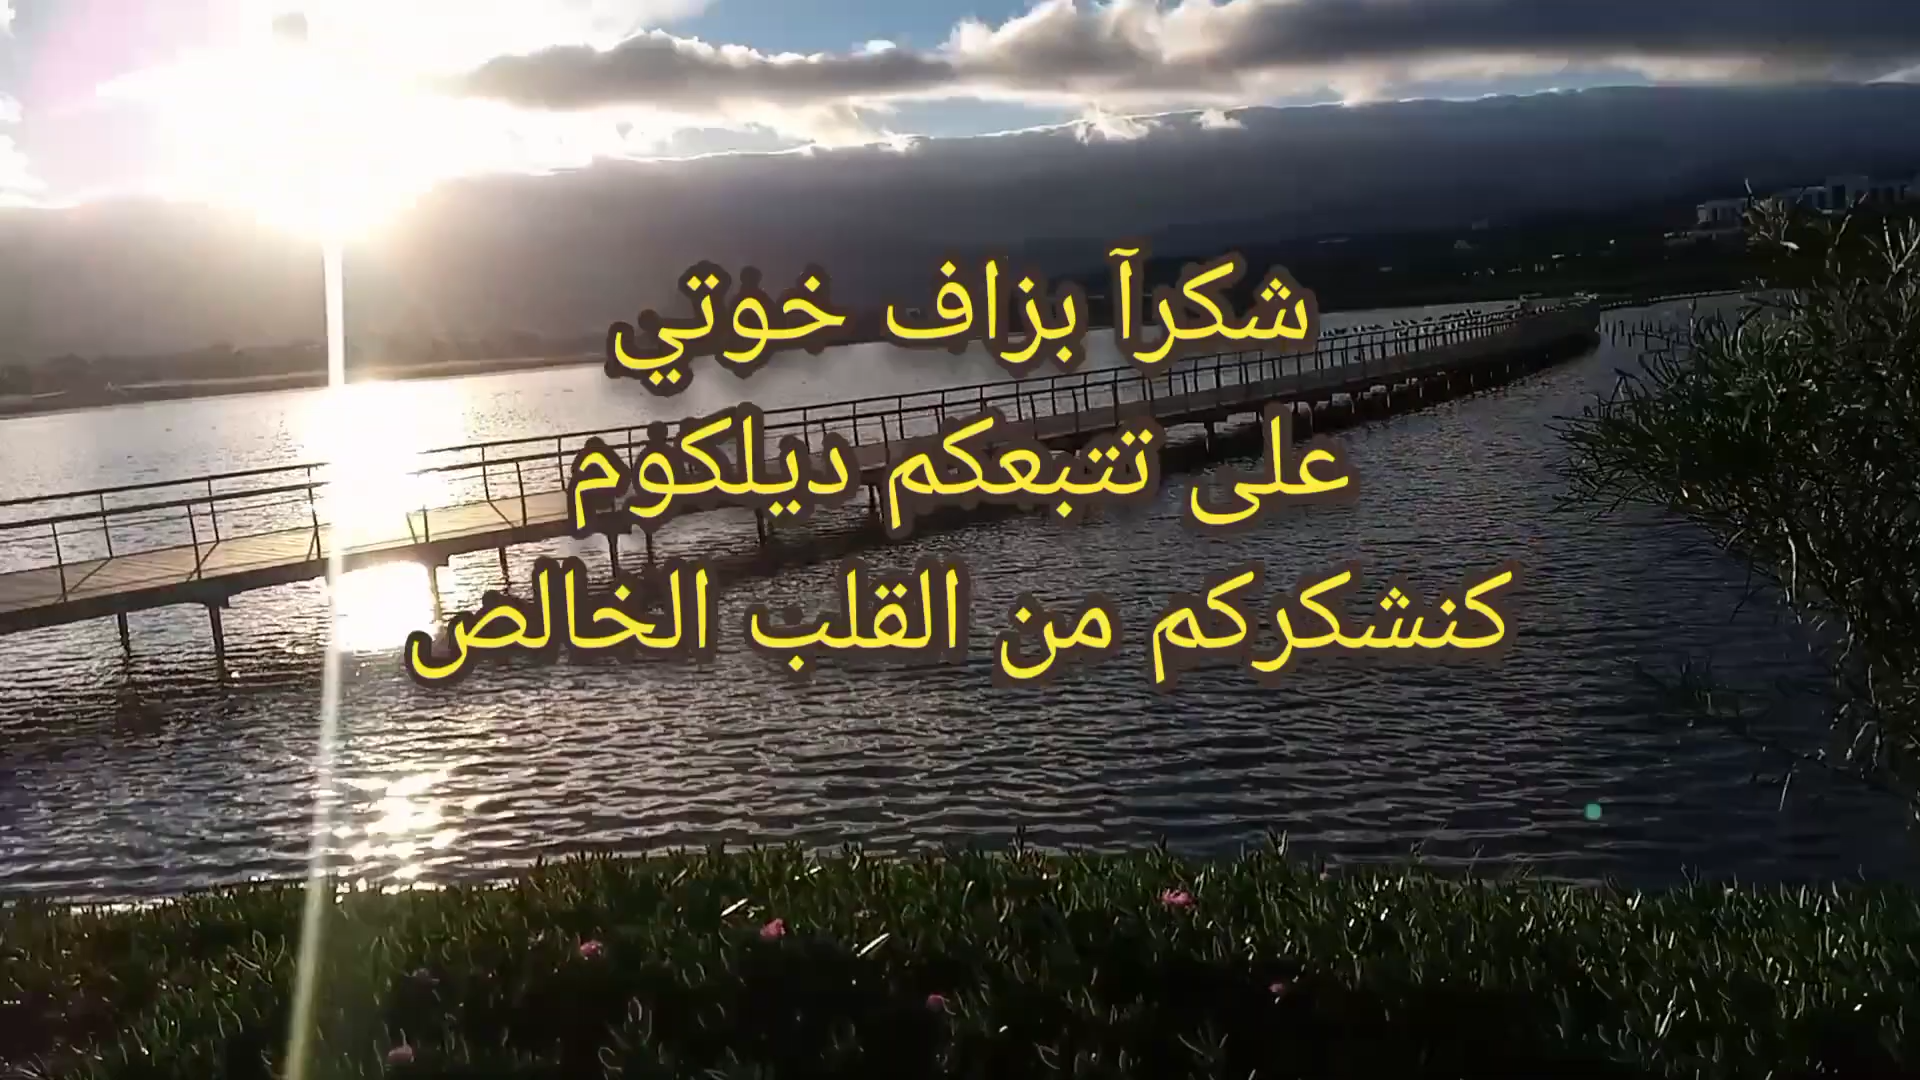 شكرآ بزاف خوتي
على تتبعكم ديلكوم
كنشكركم من القلب الخالص